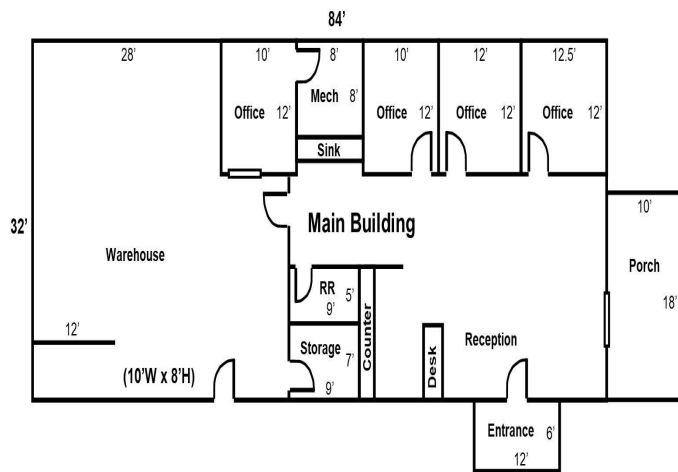 84’
28’
10’
8’
10’
12’
12.5’
Office 12’
Mech 8’
Office 12’
Office 12’
Office 12’
Sink
32’
Main Building
10’
Warehouse
Porch
18’
RR 5’
9’
12’
Counter
Storage 7’
9’
Desk
Reception
(10’W x 8’H)
Entrance 6’
12’